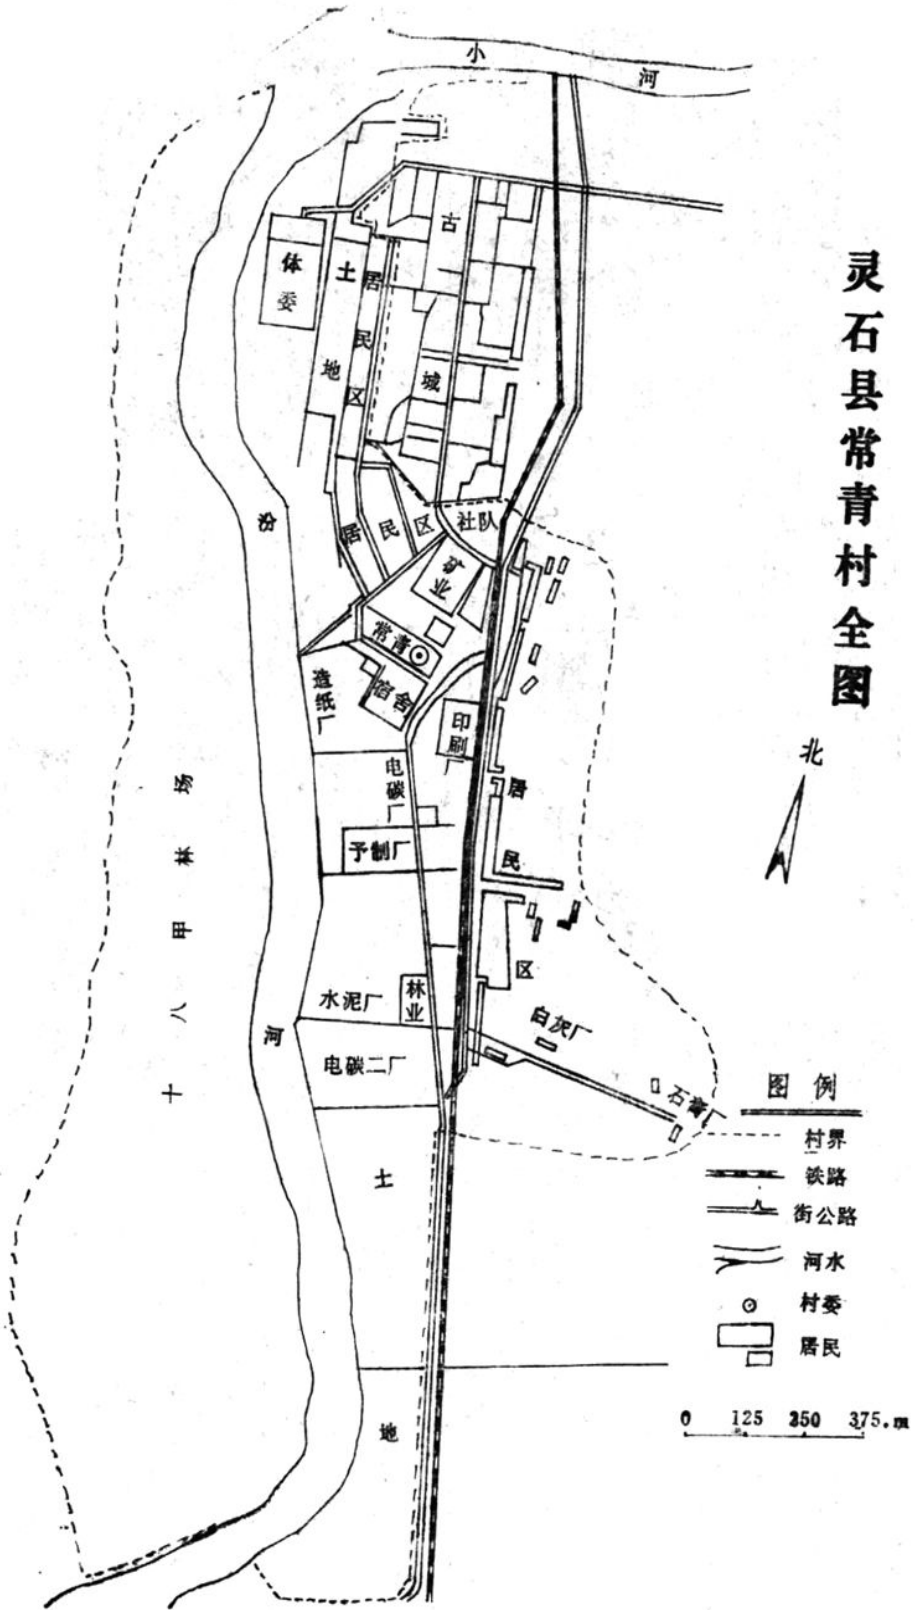 灵石县常青村全图
小河
北
古城
体委
土地
居民区
居民区
社队
矿业
常青
宿舍
造纸厂
印刷厂
电碳厂
予制厂
居民区
水泥厂
林业
电碳二厂
白灰厂
石膏厂
汾河
十八甲林场
土地
图例
村界
铁路
街公路
河水
村委
居民
0 125 250 375.m